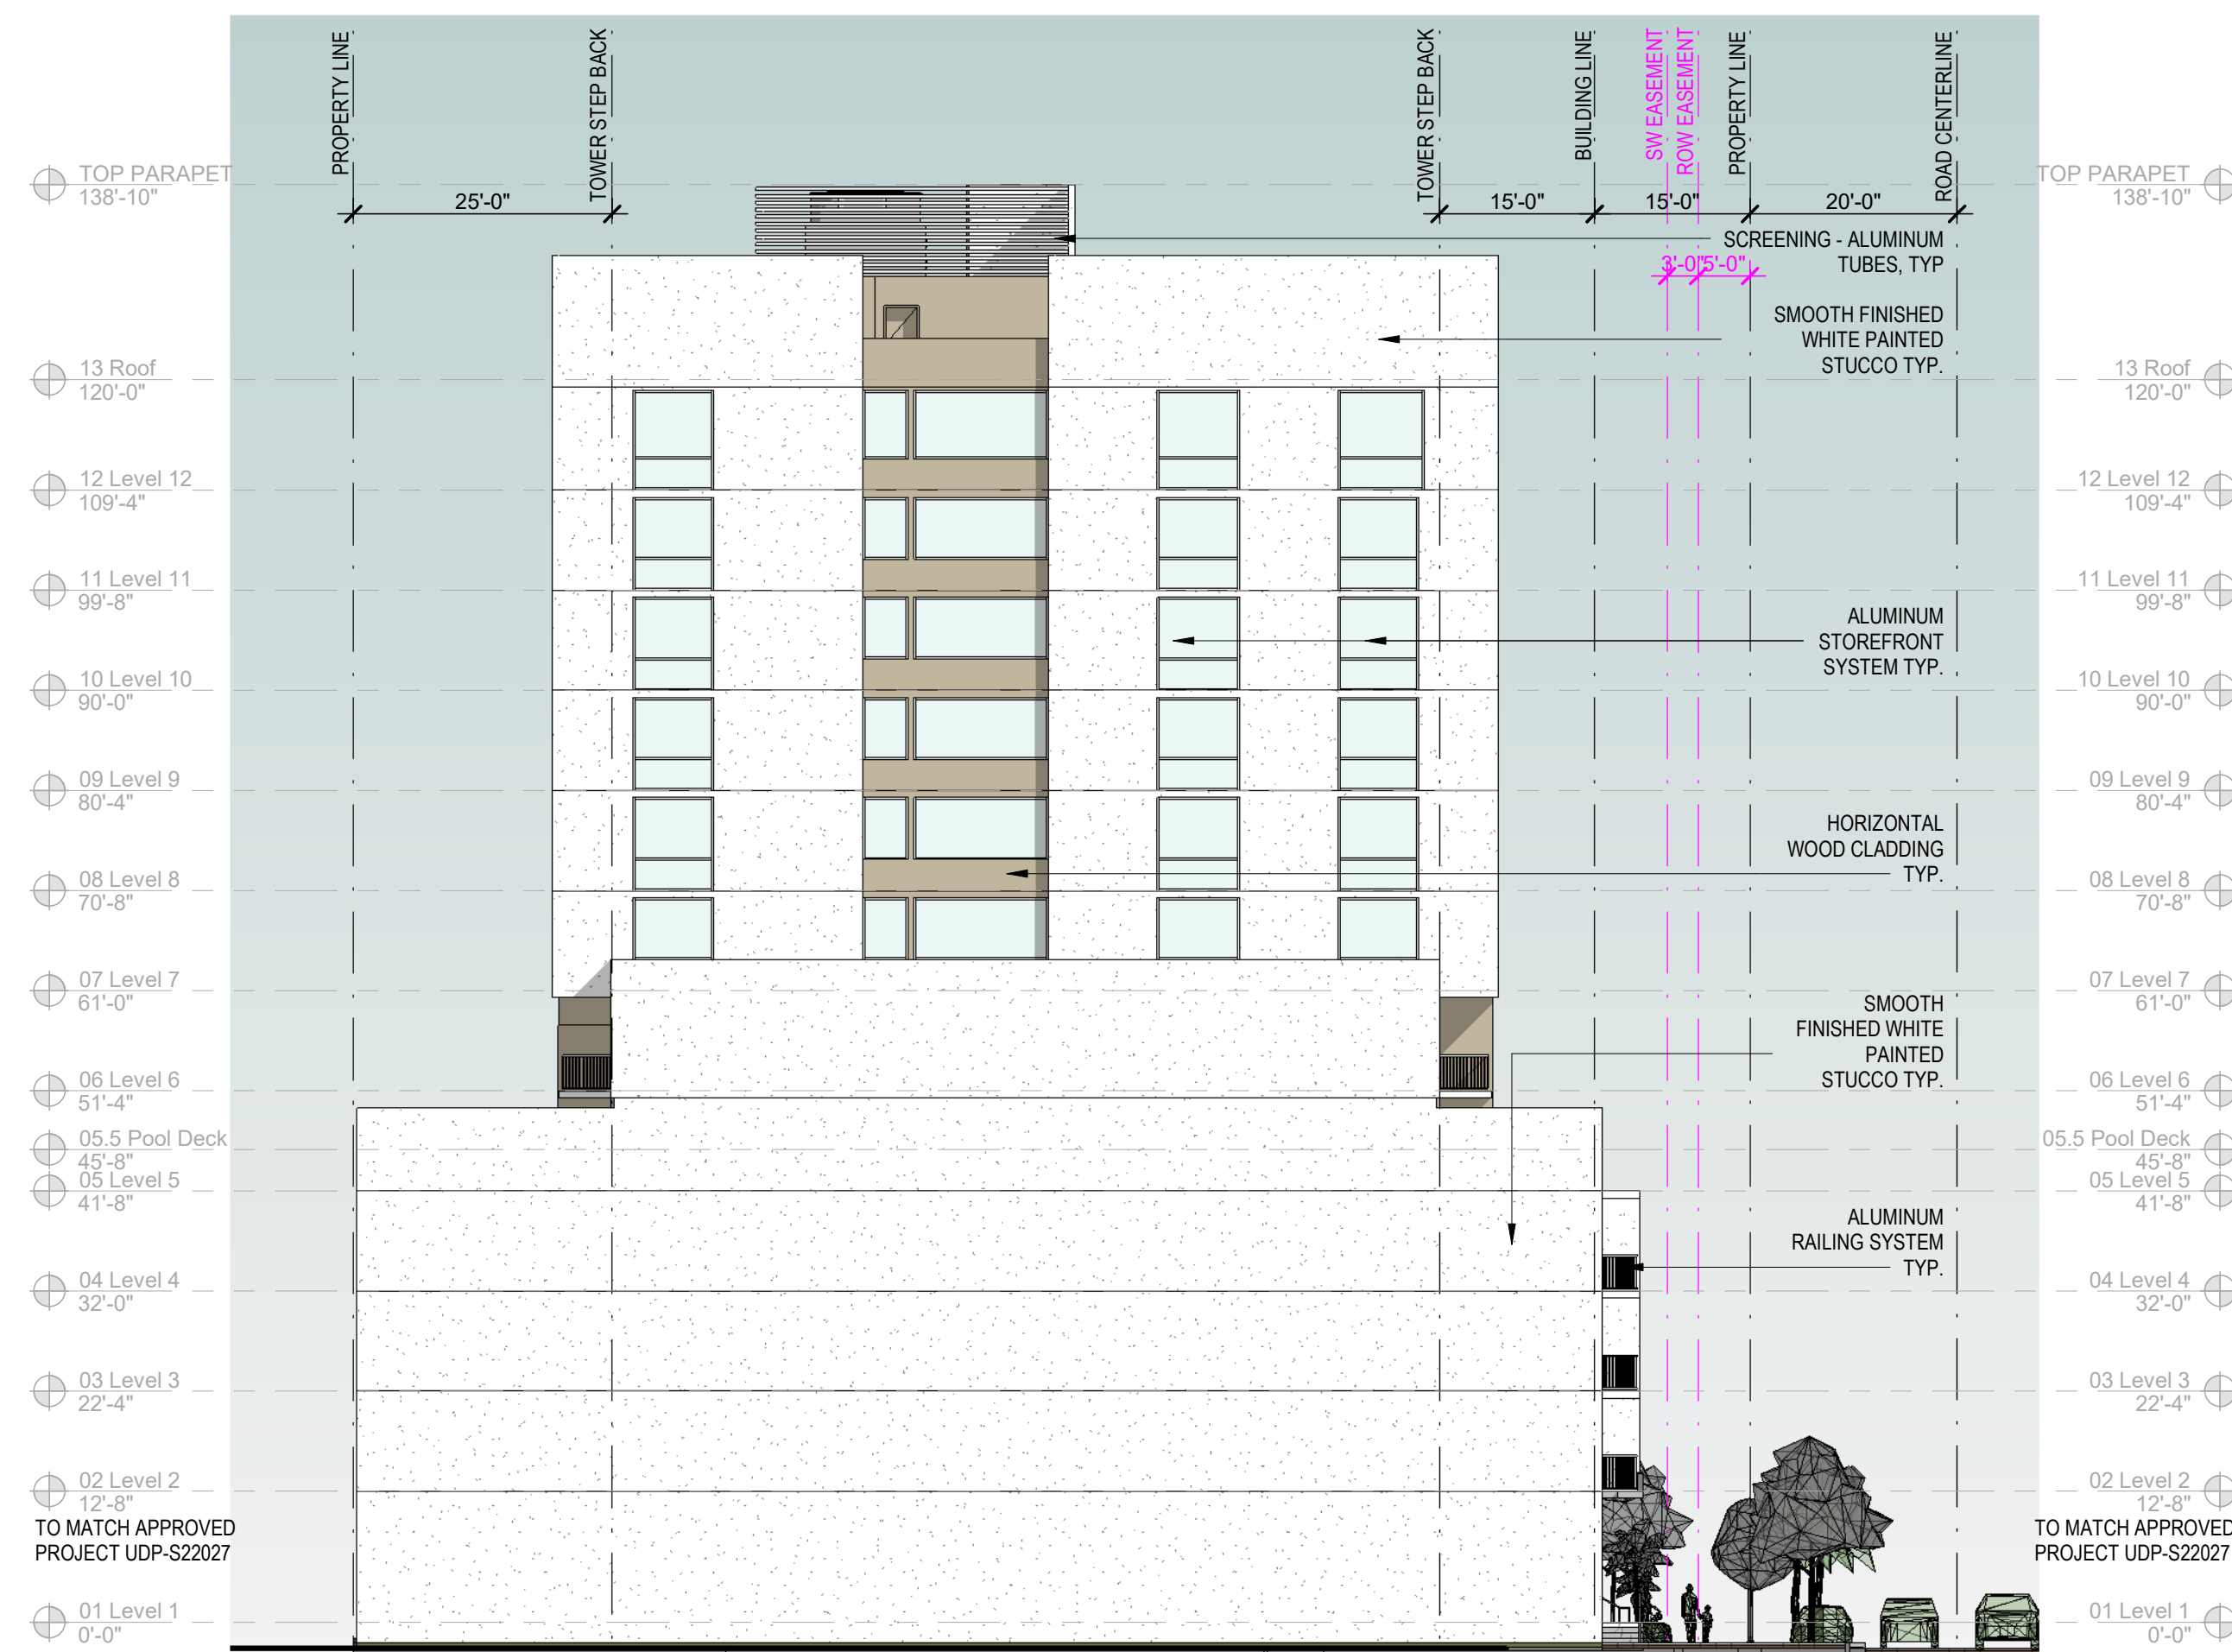 PROPERTY LINE
TOWER STEP BACK
TOWER STEP BACK
BUILDING LINE
SW EASEMENT
ROW EASEMENT
PROPERTY LINE
ROAD CENTERLINE
25'-0"
15'-0"
15'-0"
20'-0"
3'-0"
5'-0"
TOP PARAPET
138'-10"
13 Roof
120'-0"
12 Level 12
109'-4"
11 Level 11
99'-8"
10 Level 10
90'-0"
09 Level 9
80'-4"
08 Level 8
70'-8"
07 Level 7
61'-0"
06 Level 6
51'-4"
05.5 Pool Deck
45'-8"
05 Level 5
41'-8"
04 Level 4
32'-0"
03 Level 3
22'-4"
02 Level 2
12'-8"
TO MATCH APPROVED
PROJECT UDP-S22027
01 Level 1
0'-0"
SCREENING - ALUMINUM
TUBES, TYP
SMOOTH FINISHED
WHITE PAINTED
STUCCO TYP.
ALUMINUM
STOREFRONT
SYSTEM TYP.
HORIZONTAL
WOOD CLADDING
TYP.
SMOOTH
FINISHED WHITE
PAINTED
STUCCO TYP.
ALUMINUM
RAILING SYSTEM
TYP.
TOP PARAPET
138'-10"
13 Roof
120'-0"
12 Level 12
109'-4"
11 Level 11
99'-8"
10 Level 10
90'-0"
09 Level 9
80'-4"
08 Level 8
70'-8"
07 Level 7
61'-0"
06 Level 6
51'-4"
05.5 Pool Deck
45'-8"
05 Level 5
41'-8"
04 Level 4
32'-0"
03 Level 3
22'-4"
02 Level 2
12'-8"
TO MATCH APPROVED
PROJECT UDP-S22027
01 Level 1
0'-0"